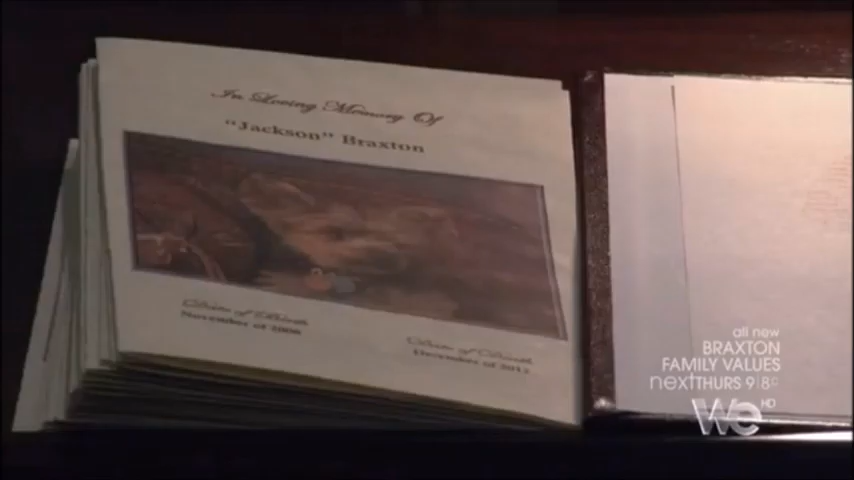 In Loving Memory Of
"Jackson" Braxton
Date of Birth
November of 2008
Date of Death
December of 2012
all new
BRAXTON
FAMILY VALUES
next THURS 9|8c
We HD